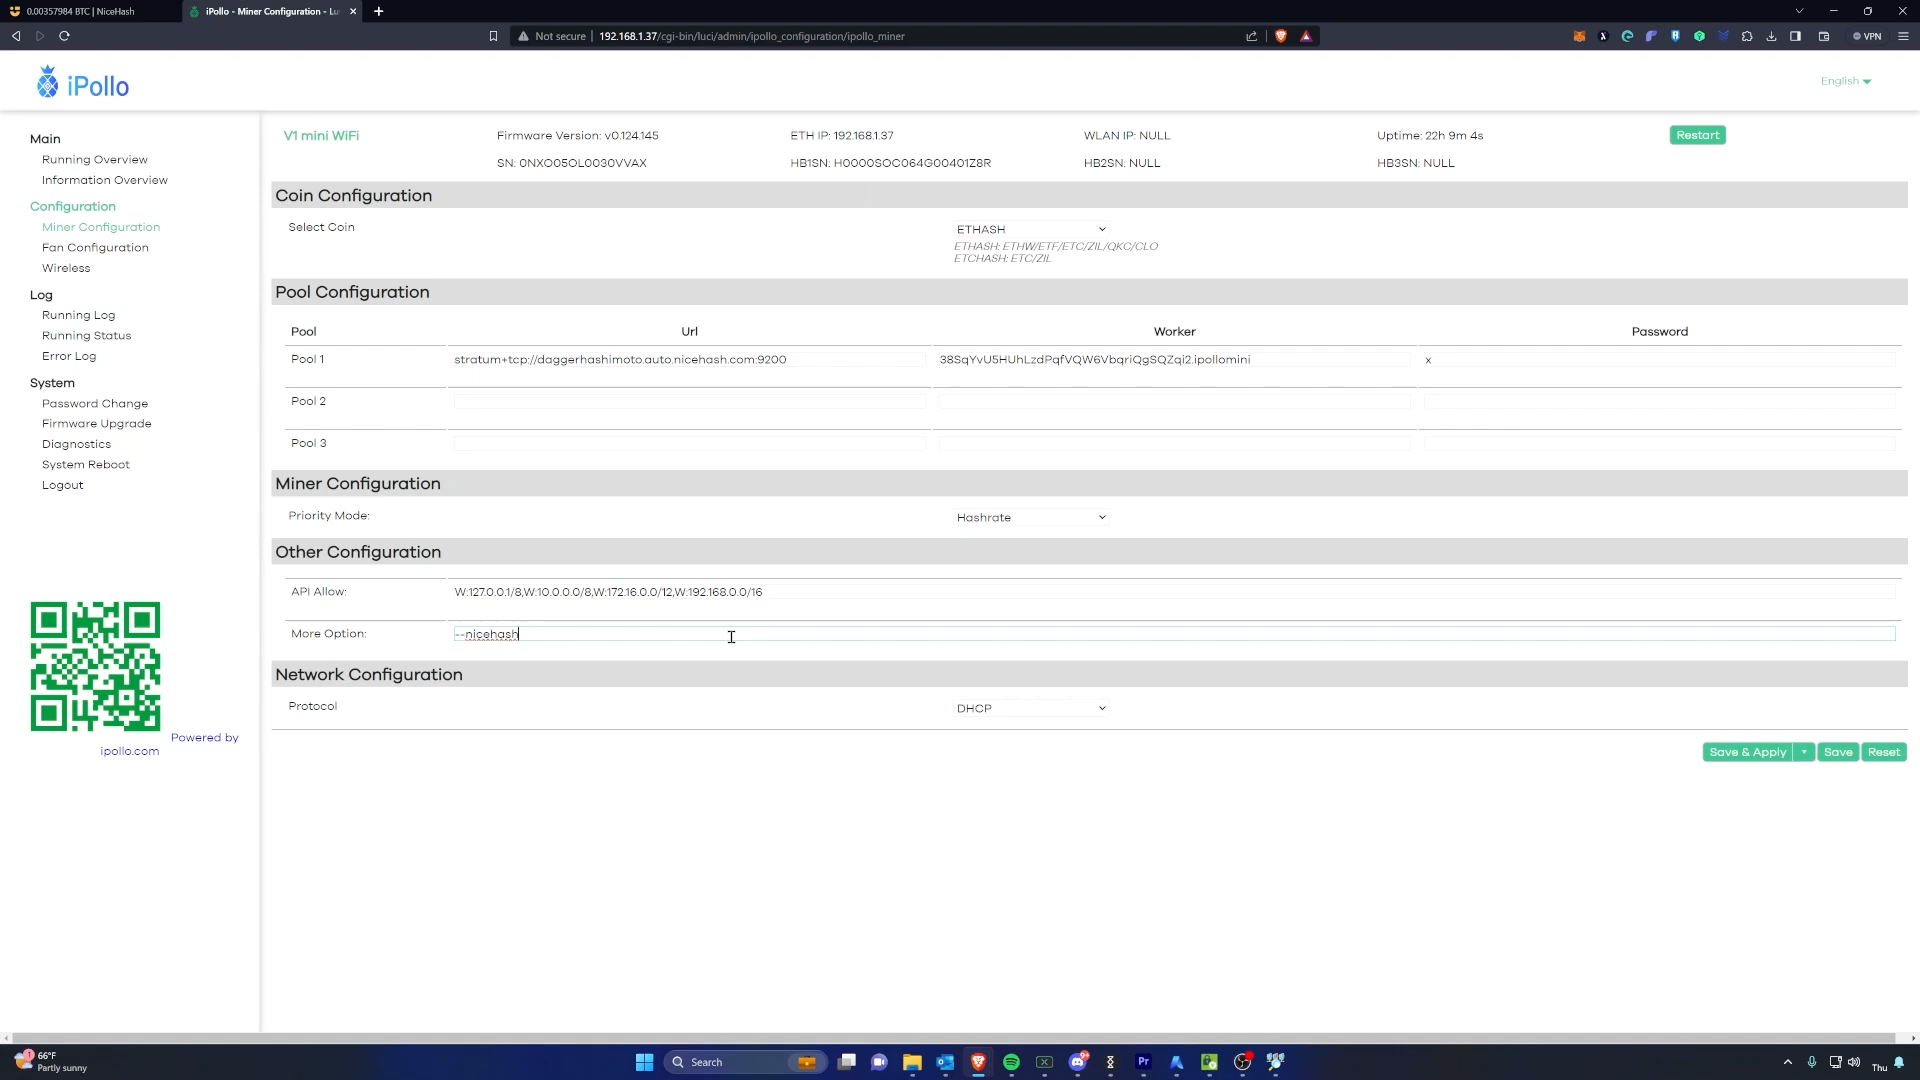 0.00357984 BTC | NiceHash
iPollo - Miner Configuration - Lu
Not secure
192.168.1.37/cgi-bin/luci/admin/ipollo_configuration/ipollo_miner
VPN
iPollo
English
Main
Running Overview
Information Overview
Configuration
Miner Configuration
Fan Configuration
Wireless
Log
Running Log
Running Status
Error Log
System
Password Change
Firmware Upgrade
Diagnostics
System Reboot
Logout
Powered by
ipollo.com
V1 mini WiFi
Firmware Version: v0.124.145
ETH IP: 192.168.1.37
WLAN IP: NULL
Uptime: 22h 9m 4s
Restart
SN: 0NXO05OL0030VVAX
HB1SN: H0000SOC064G00401Z8R
HB2SN: NULL
HB3SN: NULL
Coin Configuration
Select Coin
ETHASH
ETHASH: ETHW/ETF/ETC/ZIL/QKC/CLO
ETCHASH: ETC/ZIL
Pool Configuration
Pool Url Worker Password
Pool 1 stratum+tcp://daggerhashimoto.auto.nicehash.com:9200 38SqYvU5HUhLzdPqfVQW6VbqriQgSQZqi2.ipollomini x
Pool 2
Pool 3
Miner Configuration
Priority Mode: Hashrate
Other Configuration
API Allow: W:127.0.0.1/8,W:10.0.0.0/8,W:172.16.0.0/12,W:192.168.0.0/16
More Option: --nicehash
Network Configuration
Protocol DHCP
Save & Apply Save Reset
66°F
Partly sunny
Search
Thu